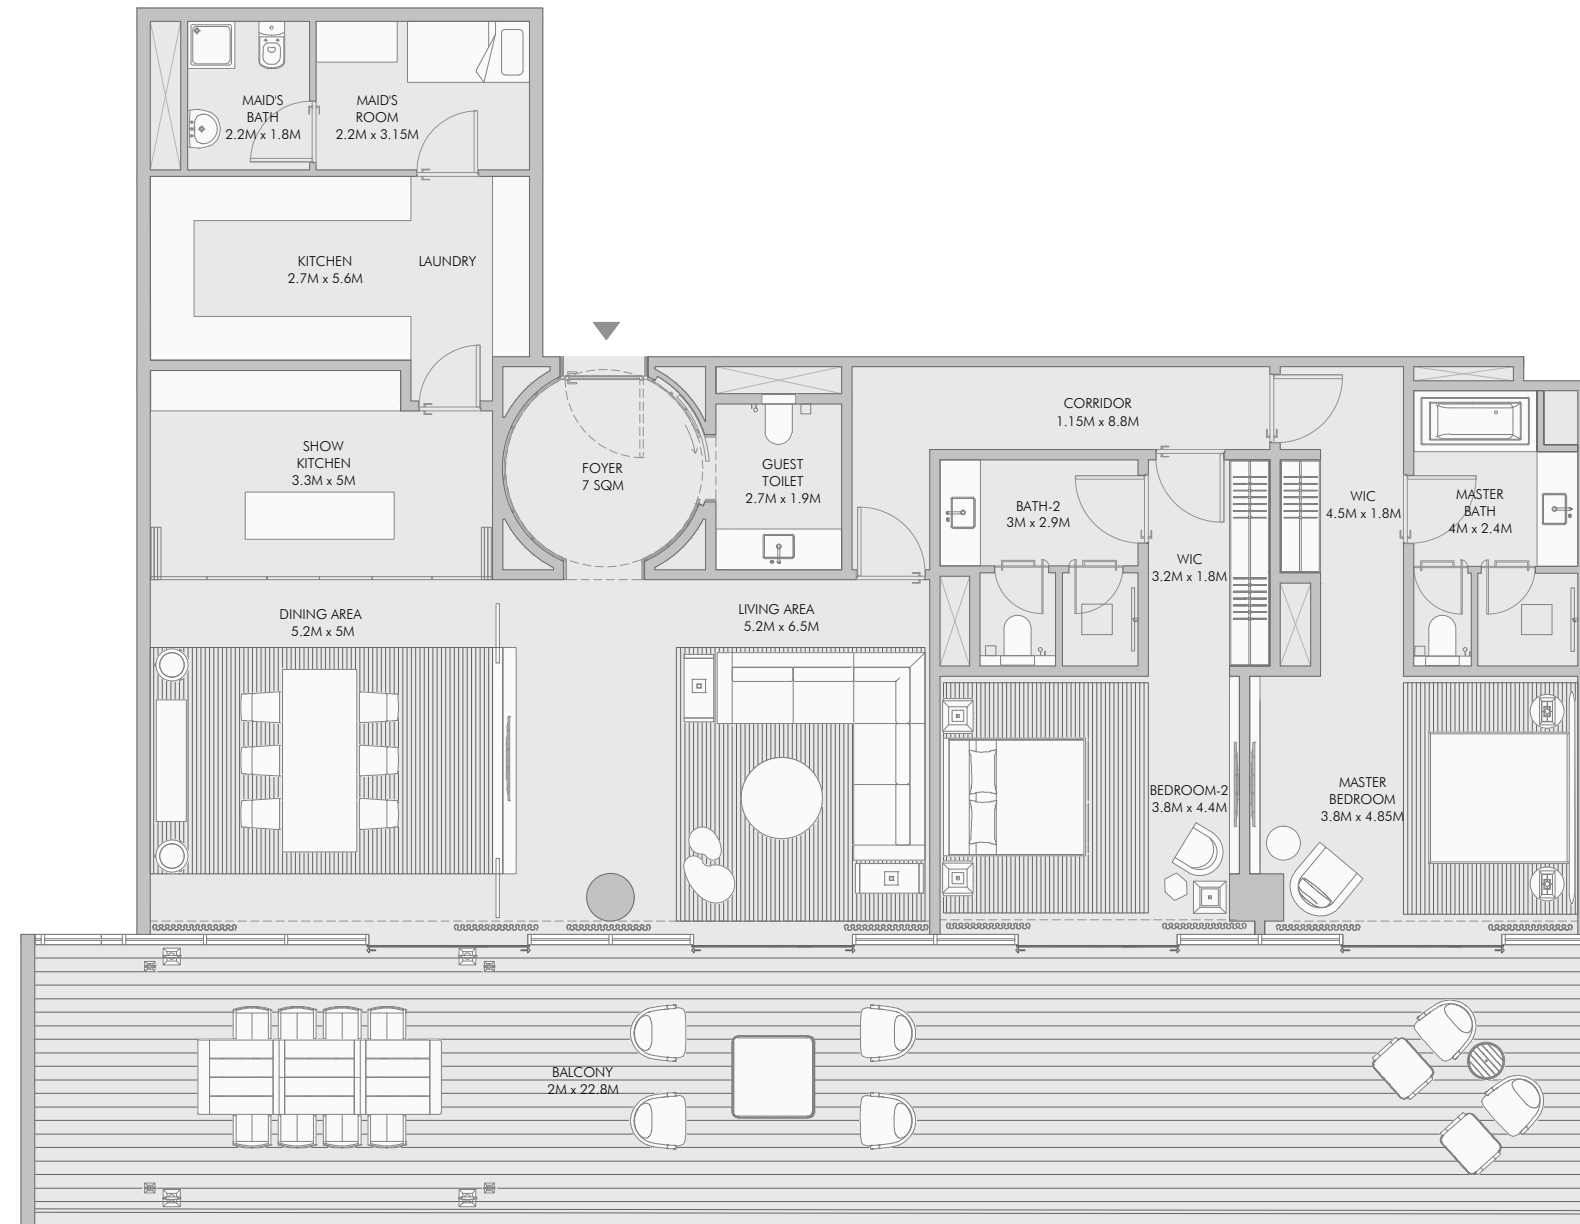 MAID'S
BATH
2.2M x 1.8M
MAID'S
ROOM
2.2M x 3.15M
KITCHEN
2.7M x 5.6M
LAUNDRY
SHOW
KITCHEN
3.3M x 5M
FOYER
7 SQM
GUEST
TOILET
2.7M x 1.9M
CORRIDOR
1.15M x 8.8M
BATH-2
3M x 2.9M
WIC
3.2M x 1.8M
WIC
4.5M x 1.8M
MASTER
BATH
4M x 2.4M
DINING AREA
5.2M x 5M
LIVING AREA
5.2M x 6.5M
BEDROOM-2
3.8M x 4.4M
MASTER
BEDROOM
3.8M x 4.85M
BALCONY
2M x 22.8M